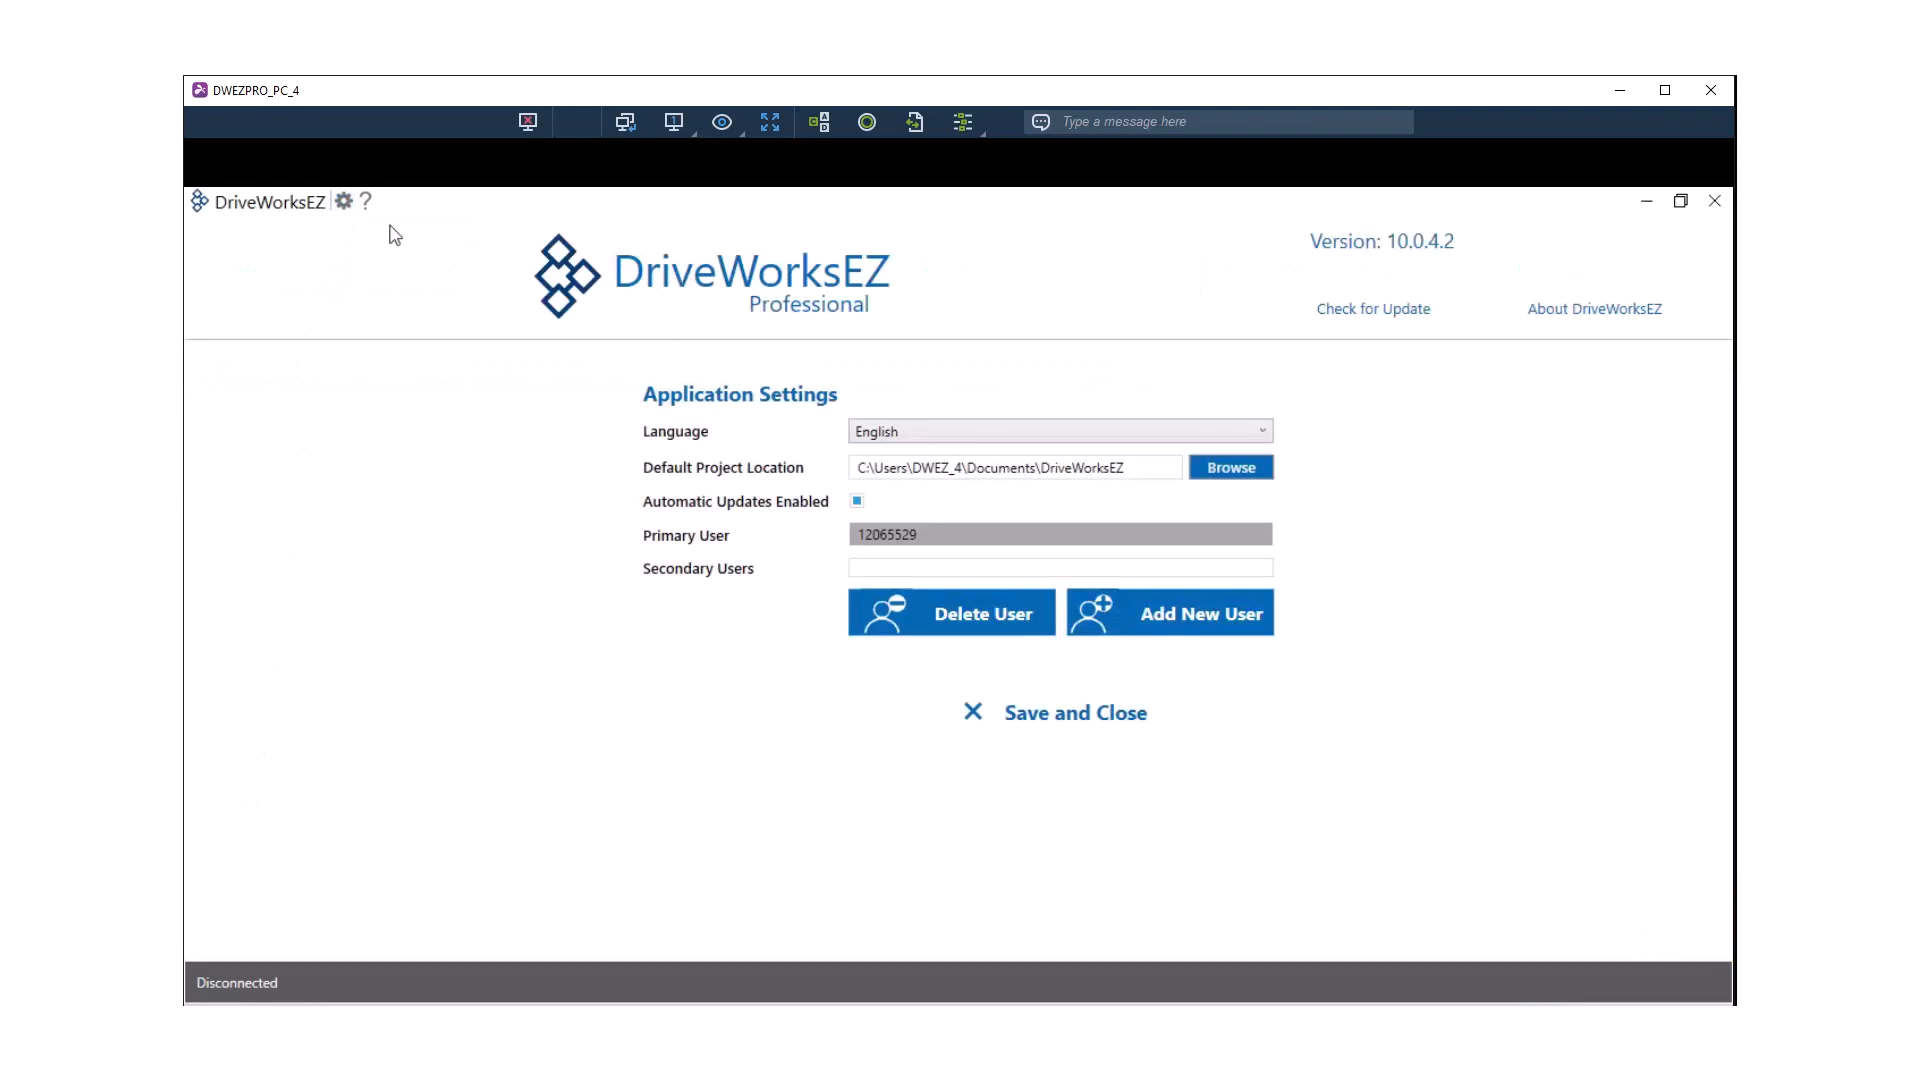 DWEZPRO_PC_4
Type a message here
DriveWorksEZ ?
DriveWorksEZ
Professional
Version: 10.0.4.2
Check for Update
About DriveWorksEZ
Application Settings
Language
English
Default Project Location
C:\Users\DWEZ_4\Documents\DriveWorksEZ
Browse
Automatic Updates Enabled
Primary User
12065529
Secondary Users
Delete User
Add New User
Save and Close
Disconnected